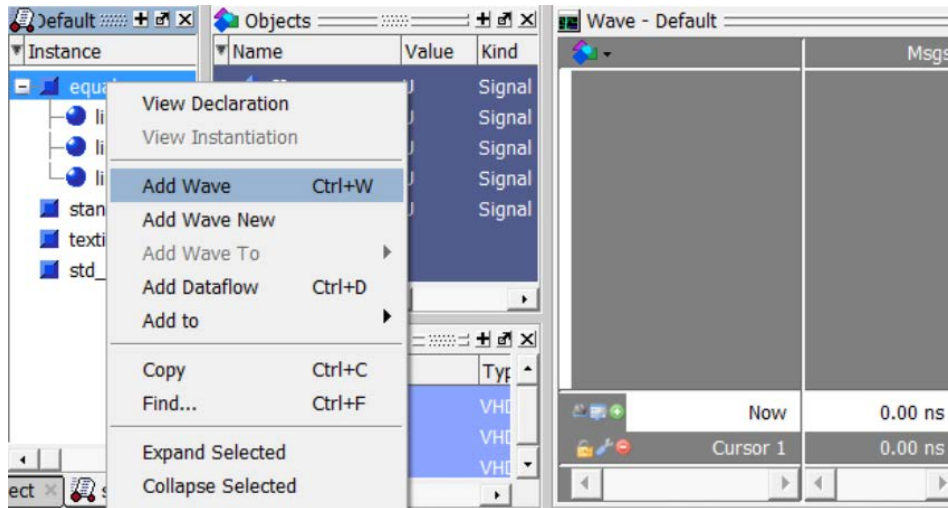 Default
Objects
Wave - Default
Instance
Name Value Kind
Msgs
U Signal
U Signal
U Signal
U Signal
U Signal
View Declaration
View Instantiation
Add Wave Ctrl+W
Add Wave New
Add Wave To
Add Dataflow Ctrl+D
Add to
Copy Ctrl+C
Find... Ctrl+F
Expand Selected
Collapse Selected
equa
li
li
li
stan
texti
std_
Typ
VHD
VHD
VHD
Now 0.00 ns
Cursor 1 0.00 ns
ect
s